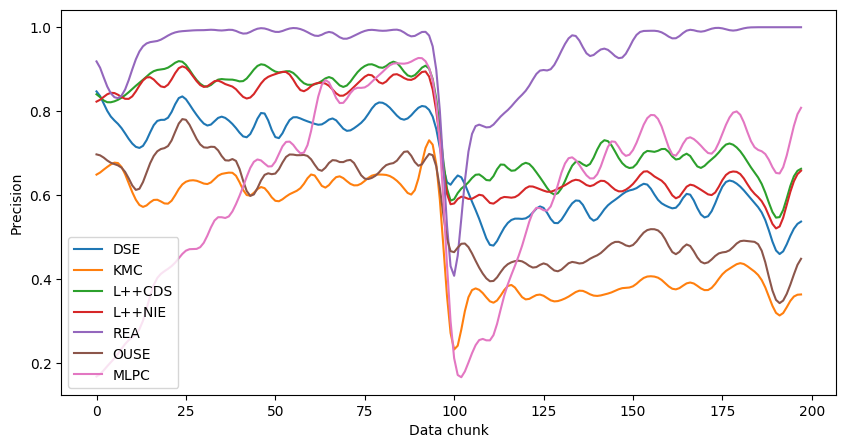 1.0
0.8
0.6
0.4
0.2
Precision
DSE
KMC
L++CDS
L++NIE
REA
OUSE
MLPC
0 25 50 75 100 125 150 175 200
Data chunk